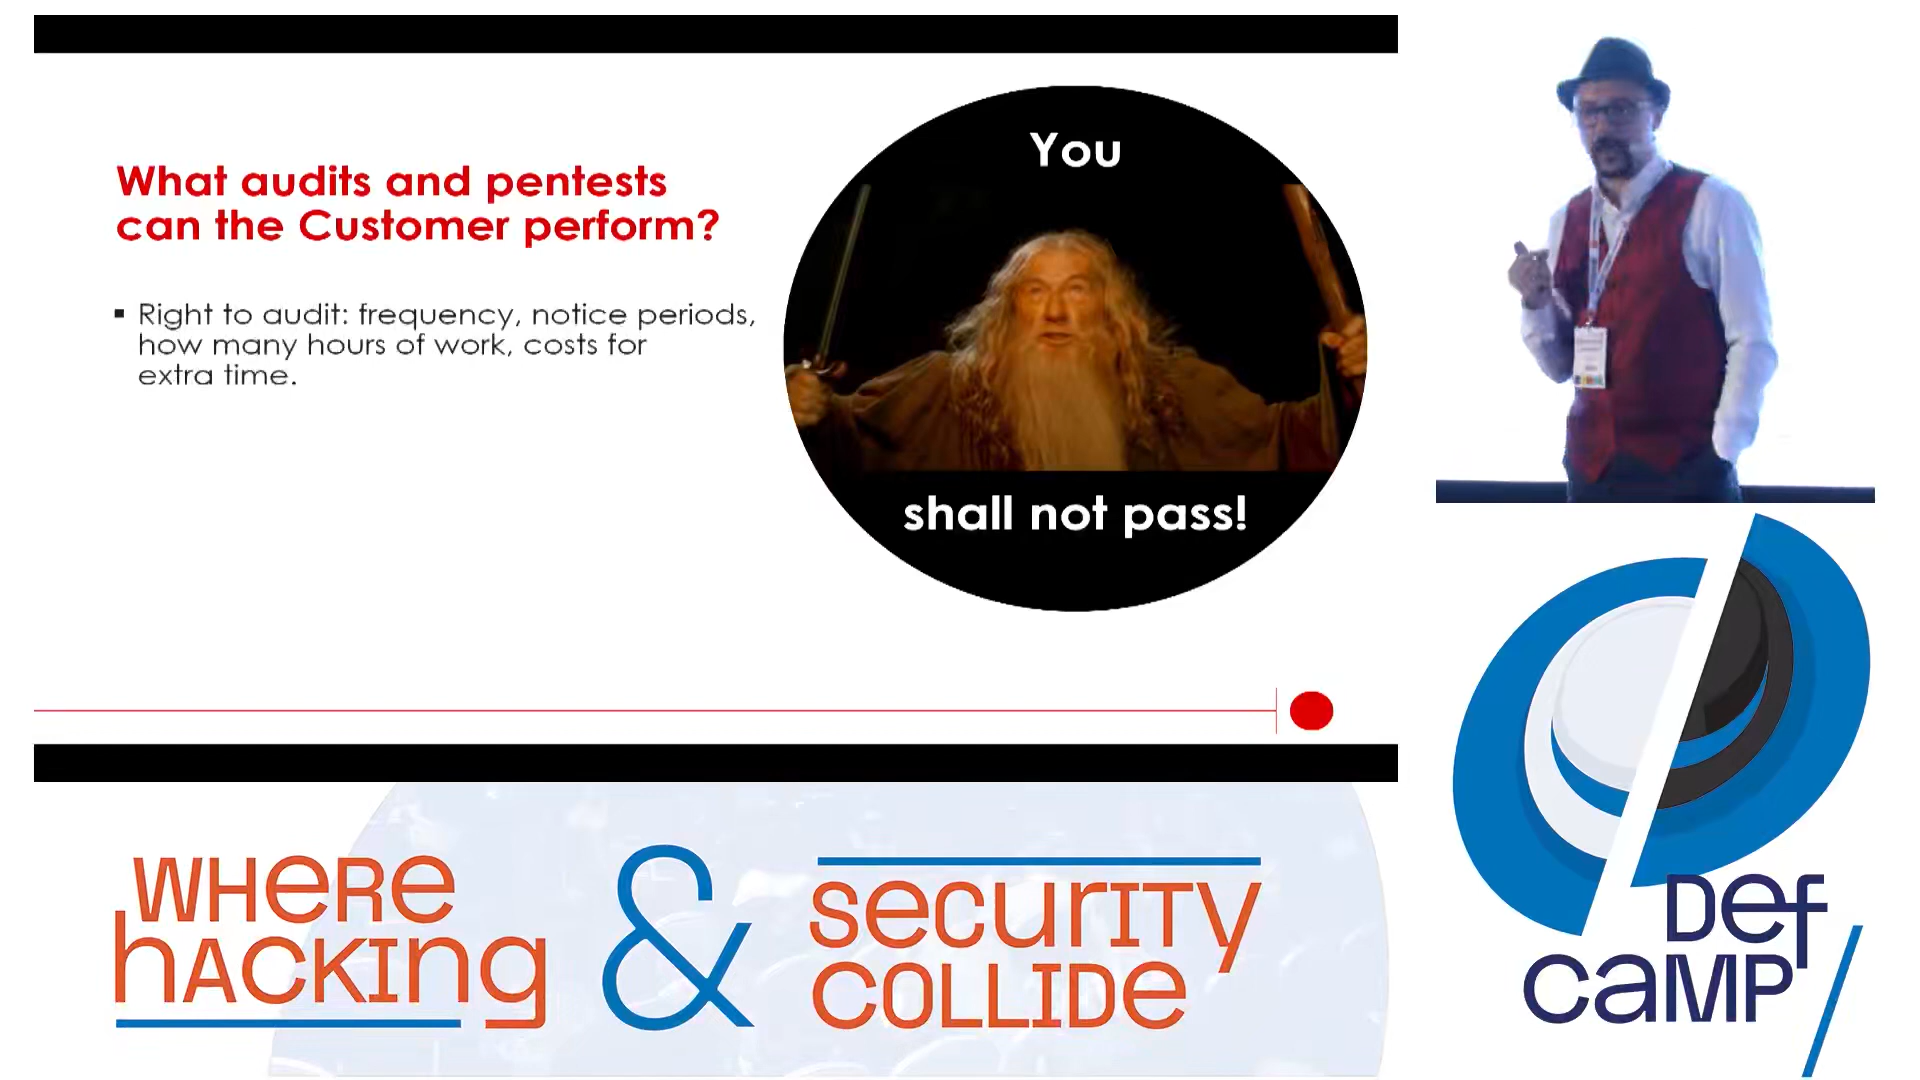 What audits and pentests
can the Customer perform?
▪ Right to audit: frequency, notice periods,
how many hours of work, costs for
extra time.
You
shall not pass!
WHERE
hACKING
&
SECURITY
COLLIDE
DEF
CAMP